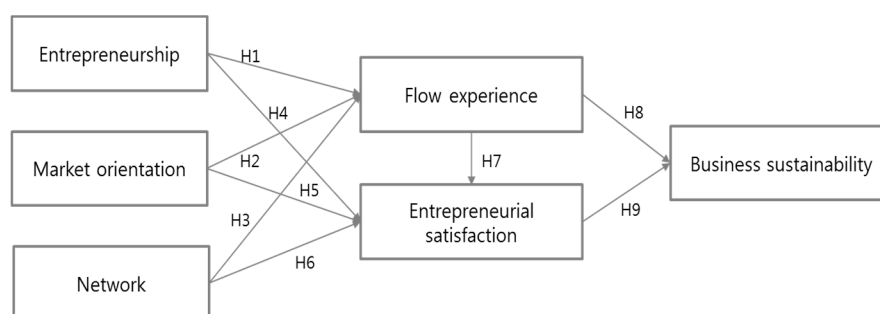 Entrepreneurship
H1
Flow experience
H4
H8
Market orientation
H2
H7
Business sustainability
H5
Entrepreneurial
satisfaction
H3
H9
H6
Network